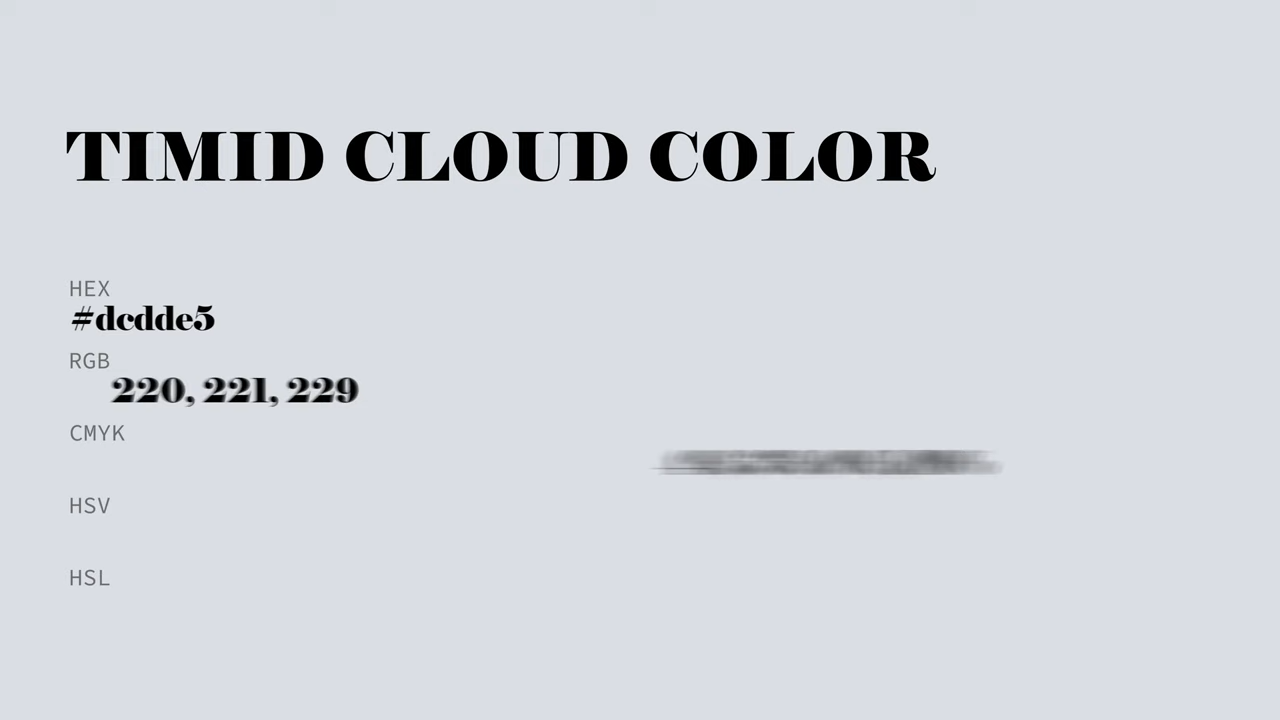 TIMID CLOUD COLOR
HEX
#dcdde5
RGB
220, 221, 229
CMYK
HSV
HSL